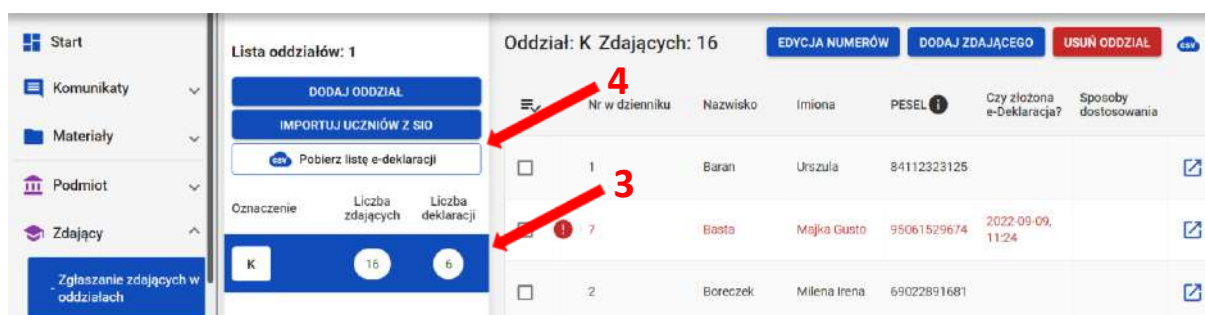 Start
Komunikaty
Materiały
Podmiot
Zdający
Zgłaszanie zdających w
oddziałach
Lista oddziałów: 1
DODAJ ODDZIAŁ
IMPORTUJ UCZNIÓW Z SIO
csv Pobierz listę e-deklaracji
Oznaczenie Liczba zdających Liczba deklaracji
K 16 6
4
3
Oddział: K Zdających: 16 EDYCJA NUMERÓW DODAJ ZDAJĄCEGO USUŃ ODDZIAŁ csv
Nr w dzienniku Nazwisko Imiona PESEL Czy złożona e-Deklaracja? Sposoby dostosowania
1 Baran Urszula 84112323125
7 Basta Majka Gusto 95061529674 2022-09-09, 11:24
2 Boreczek Milena Irena 69022891681